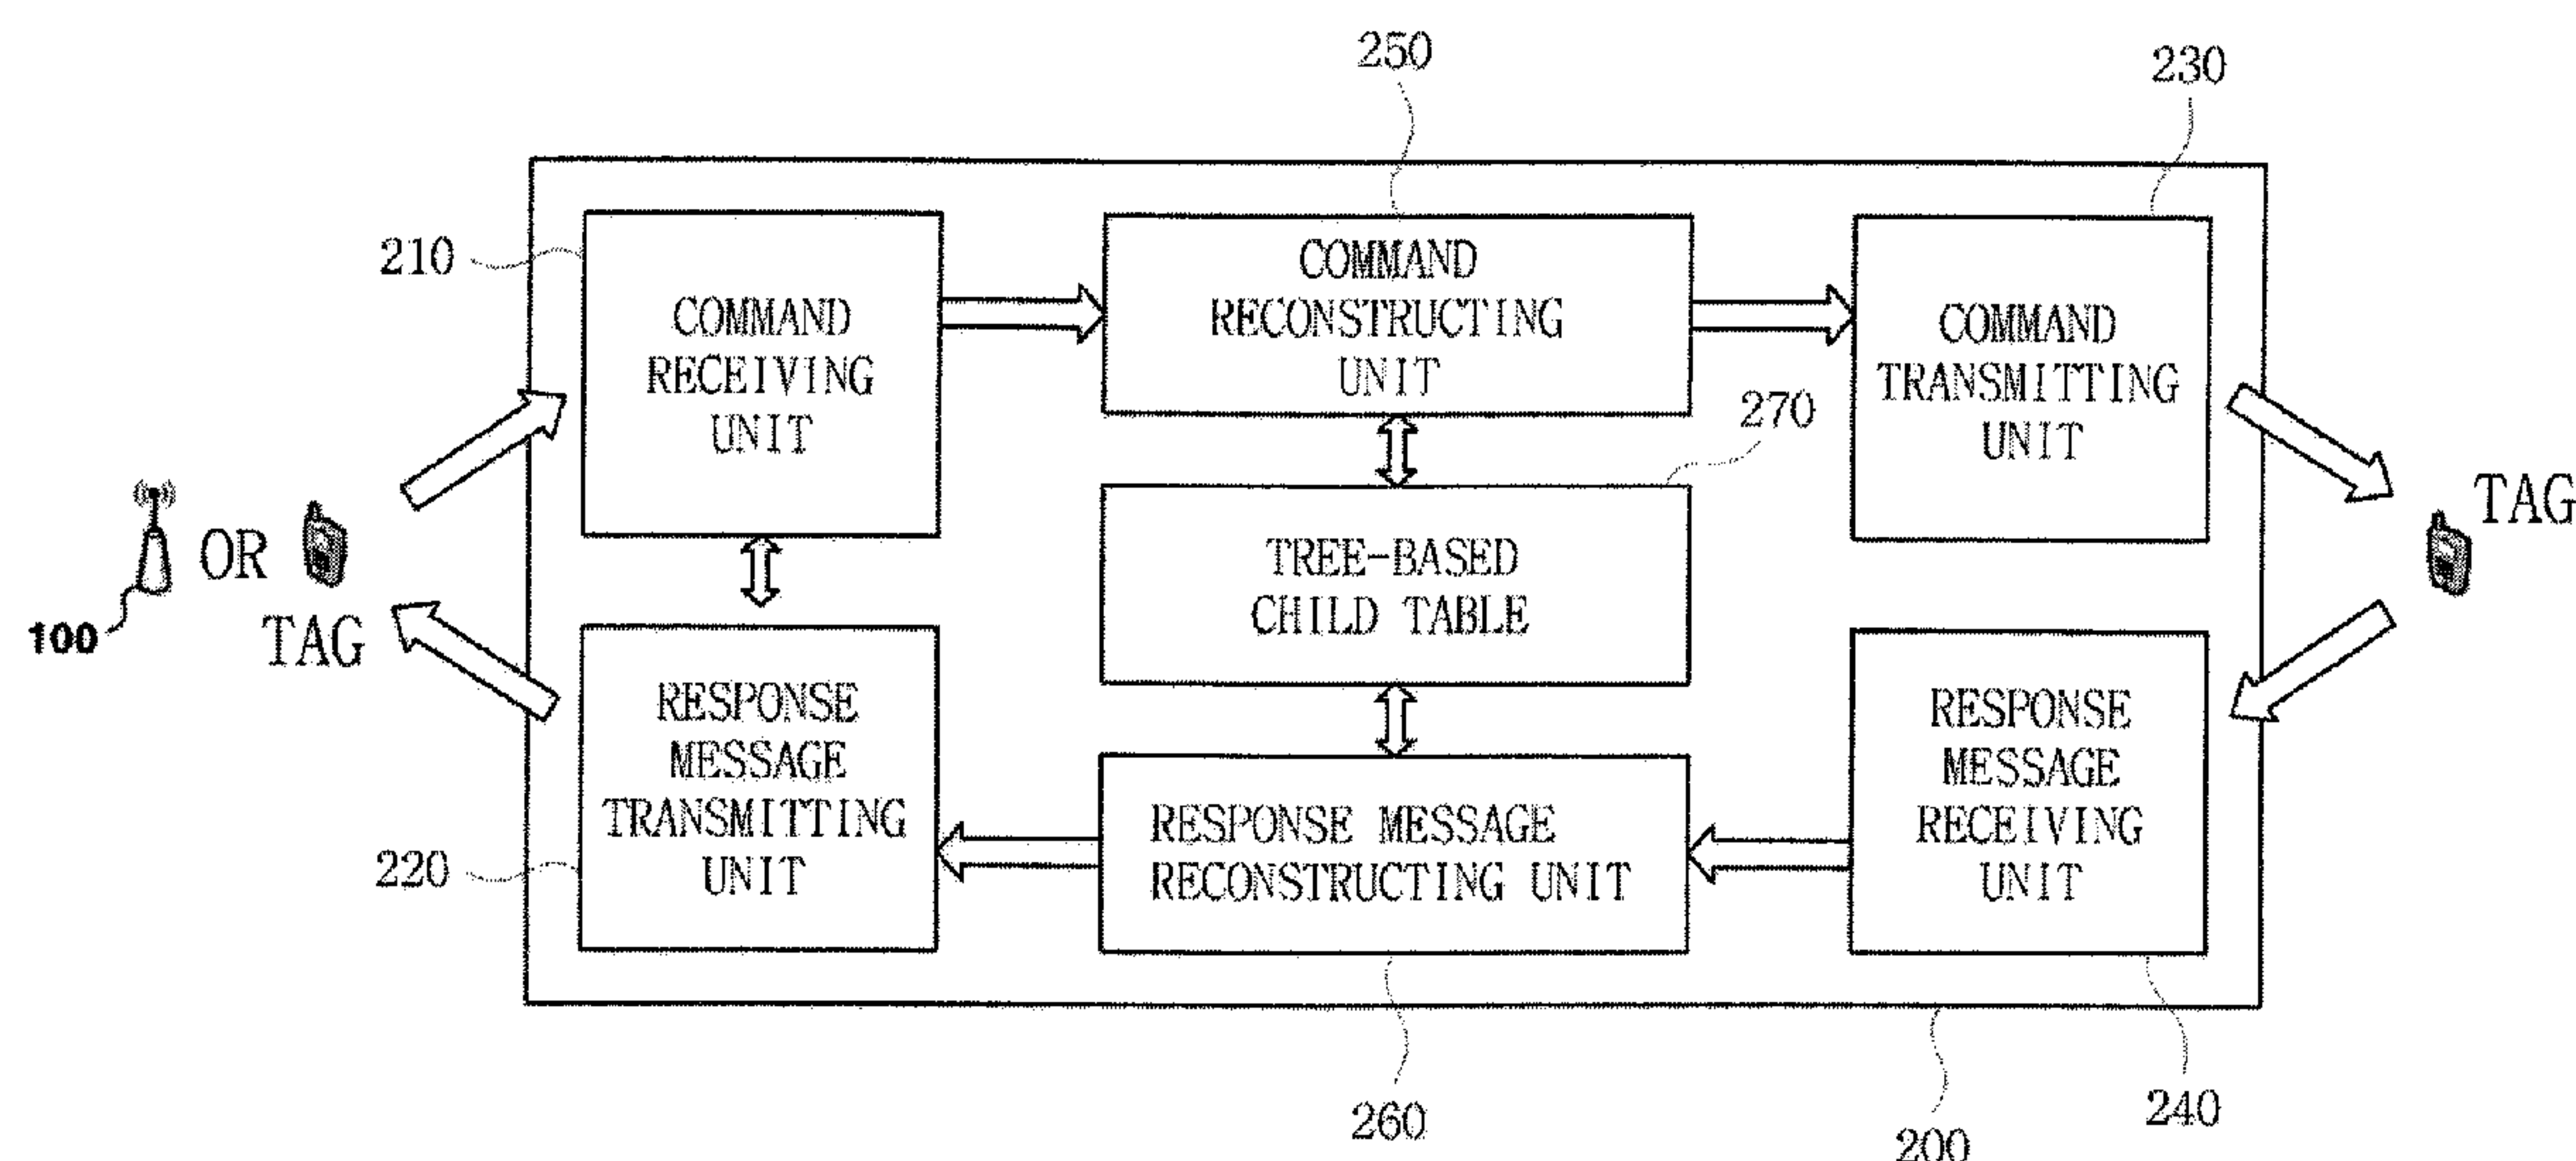 250
230
210
COMMAND
RECEIVING
UNIT
COMMAND
RECONSTRUCTING
UNIT
COMMAND
TRANSMITTING
UNIT
270
TREE-BASED
CHILD TABLE
100
OR
TAG
TAG
RESPONSE
MESSAGE
TRANSMITTING
UNIT
220
RESPONSE MESSAGE
RECONSTRUCTING UNIT
RESPONSE
MESSAGE
RECEIVING
UNIT
260
200
240